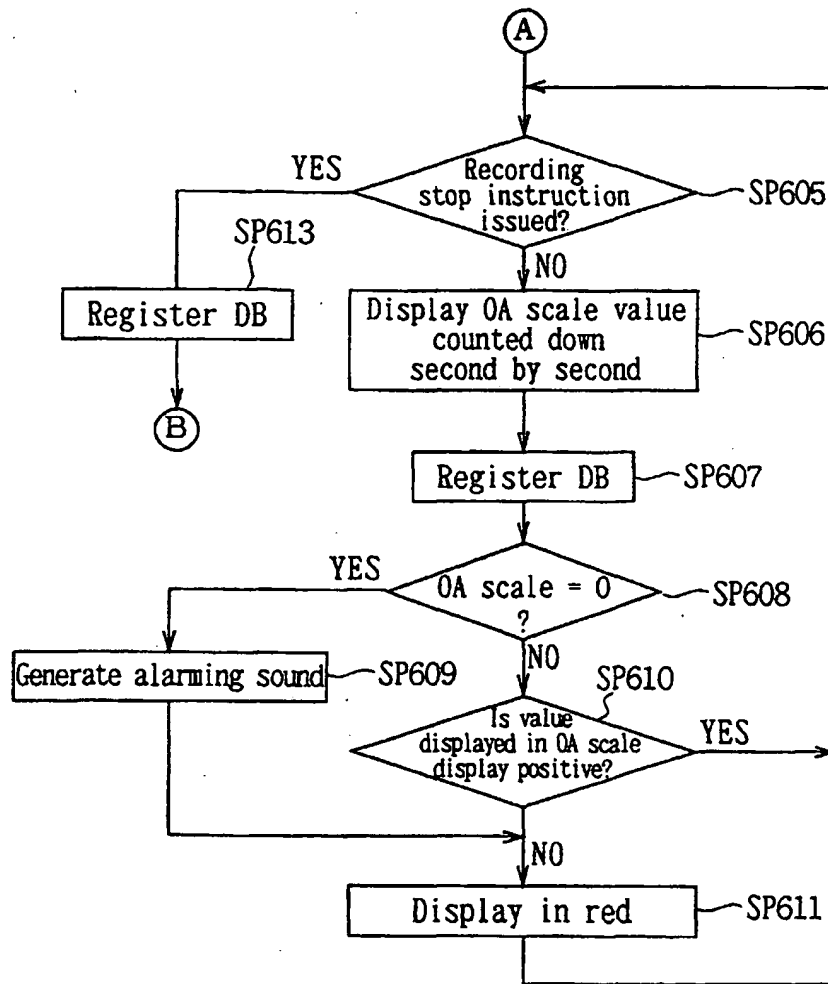 A
YES
Recording
stop instruction
issued?
SP605
SP613
NO
Register DB
Display OA scale value
counted down
second by second
SP606
B
Register DB
SP607
YES
OA scale = 0
?
SP608
NO
Generate alarming sound
SP609
SP610
Is value
displayed in OA scale
display positive?
YES
NO
Display in red
SP611